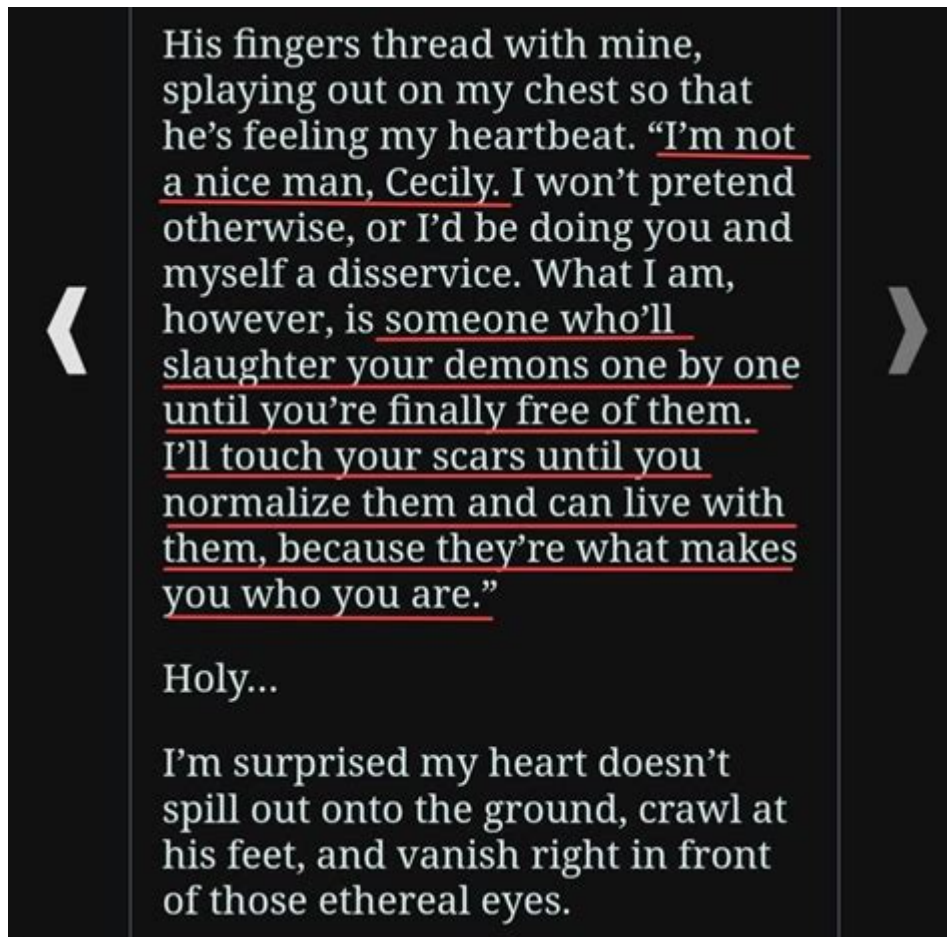 His fingers thread with mine,
splaying out on my chest so that
he’s feeling my heartbeat. “I’m not
a nice man, Cecily. I won’t pretend
otherwise, or I’d be doing you and
myself a disservice. What I am,
however, is someone who’ll
slaughter your demons one by one
until you’re finally free of them.
I’ll touch your scars until you
normalize them and can live with
them, because they’re what makes
you who you are.”
Holy...
I’m surprised my heart doesn’t
spill out onto the ground, crawl at
his feet, and vanish right in front
of those ethereal eyes.